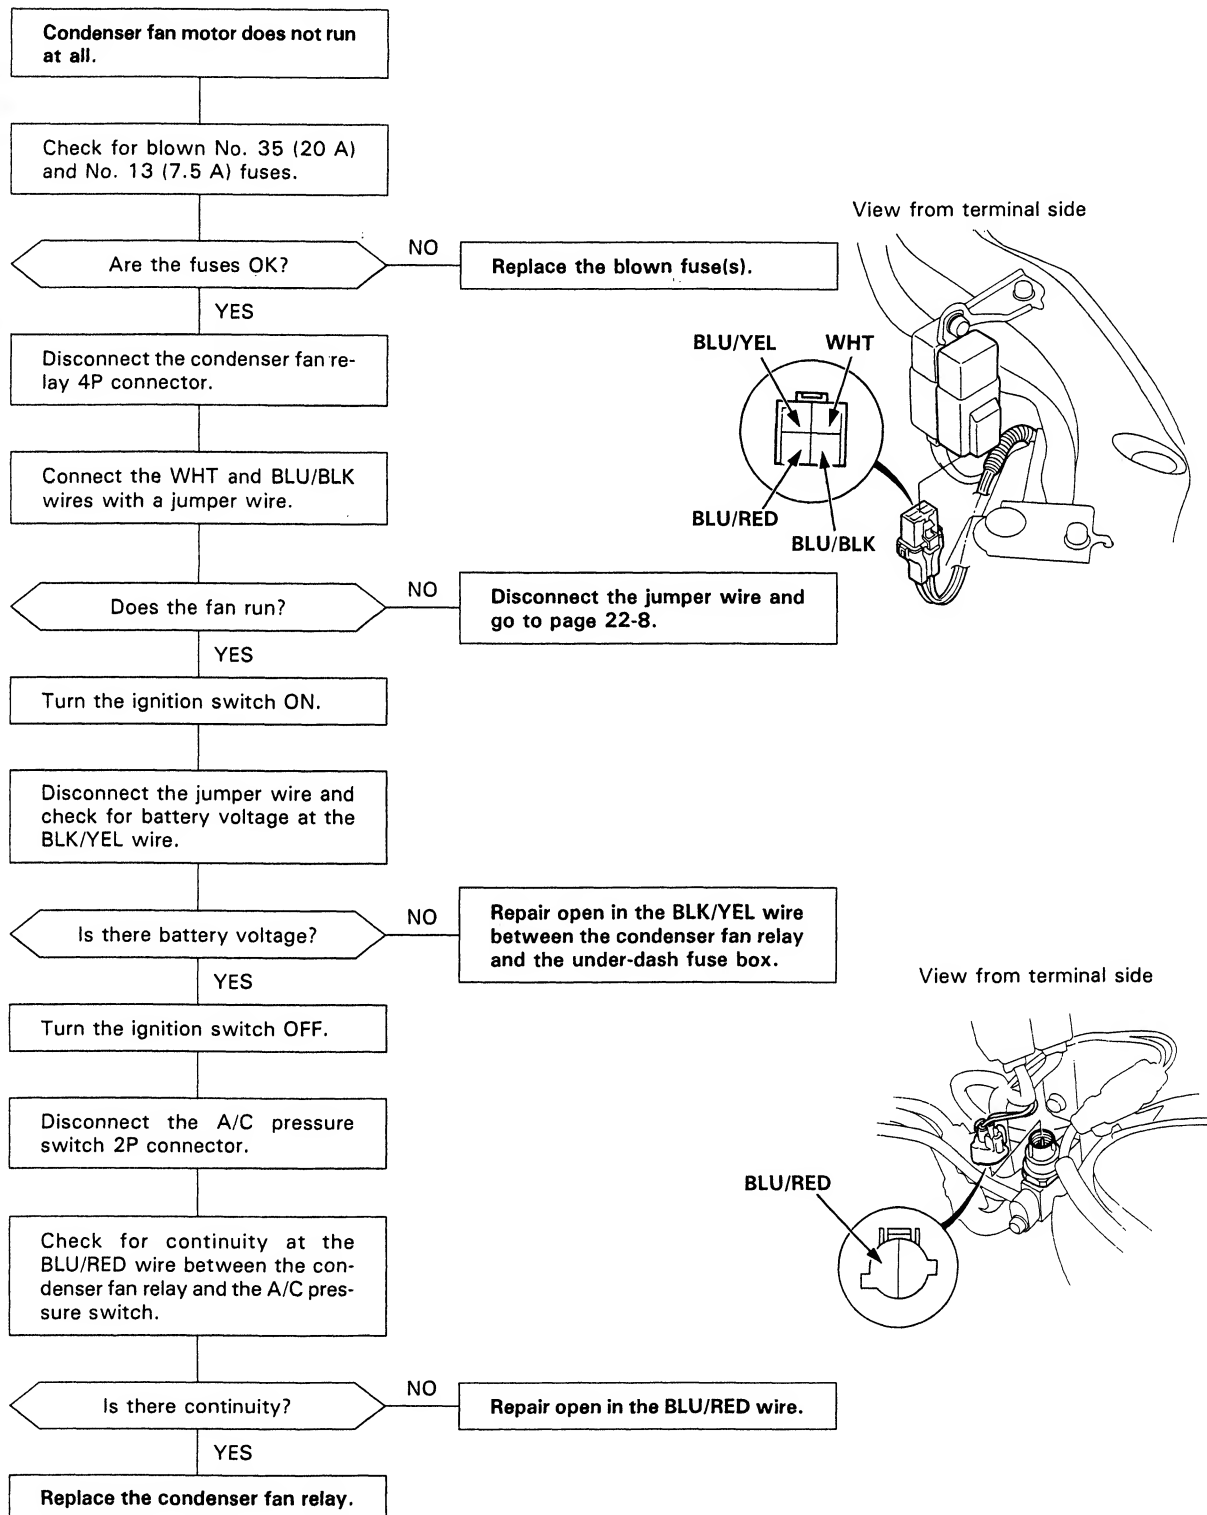 Condenser fan motor does not run
at all.
Check for blown No. 35 (20 A)
and No. 13 (7.5 A) fuses.
View from terminal side
Are the fuses OK?
NO
Replace the blown fuse(s).
YES
Disconnect the condenser fan re-
lay 4P connector.
BLU/YEL
WHT
Connect the WHT and BLU/BLK
wires with a jumper wire.
BLU/RED
BLU/BLK
Does the fan run?
NO
Disconnect the jumper wire and
go to page 22-8.
YES
Turn the ignition switch ON.
Disconnect the jumper wire and
check for battery voltage at the
BLK/YEL wire.
Is there battery voltage?
NO
Repair open in the BLK/YEL wire
between the condenser fan relay
and the under-dash fuse box.
YES
View from terminal side
Turn the ignition switch OFF.
Disconnect the A/C pressure
switch 2P connector.
BLU/RED
Check for continuity at the
BLU/RED wire between the con-
denser fan relay and the A/C pres-
sure switch.
Is there continuity?
NO
Repair open in the BLU/RED wire.
YES
Replace the condenser fan relay.